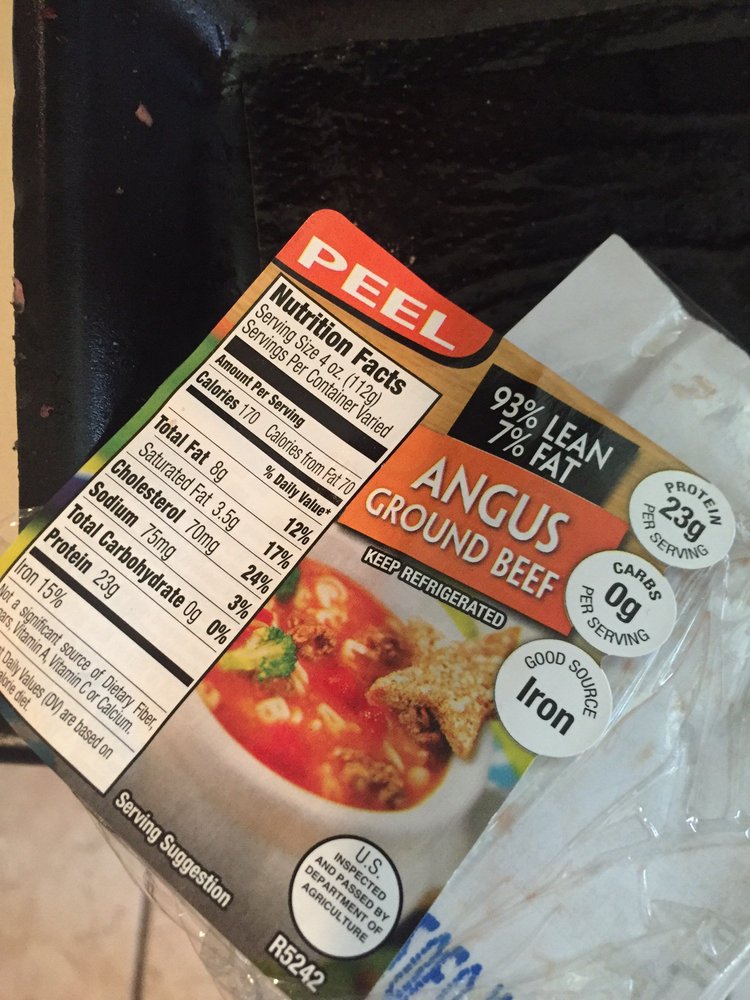 PEEL
Nutrition Facts
Serving Size 4 oz. (112g)
Servings Per Container Varied
Amount Per Serving
Calories 170 Calories from Fat 70
% Daily Value*
Total Fat 8g 12%
Saturated Fat 3.5g 17%
Cholesterol 70mg 24%
Sodium 75mg 3%
Total Carbohydrate 0g 0%
Protein 23g
Iron 15%
Not a significant source of Dietary Fiber,
Vitamin A, Vitamin C or Calcium.
Daily Values (DV) are based on
diet.
93% LEAN
7% FAT
ANGUS
GROUND BEEF
KEEP REFRIGERATED
PROTEIN
23g
PER SERVING
CARBS
0g
PER SERVING
GOOD SOURCE
Iron
Serving Suggestion
U.S.
INSPECTED
AND PASSED BY
DEPARTMENT OF
AGRICULTURE
R5242